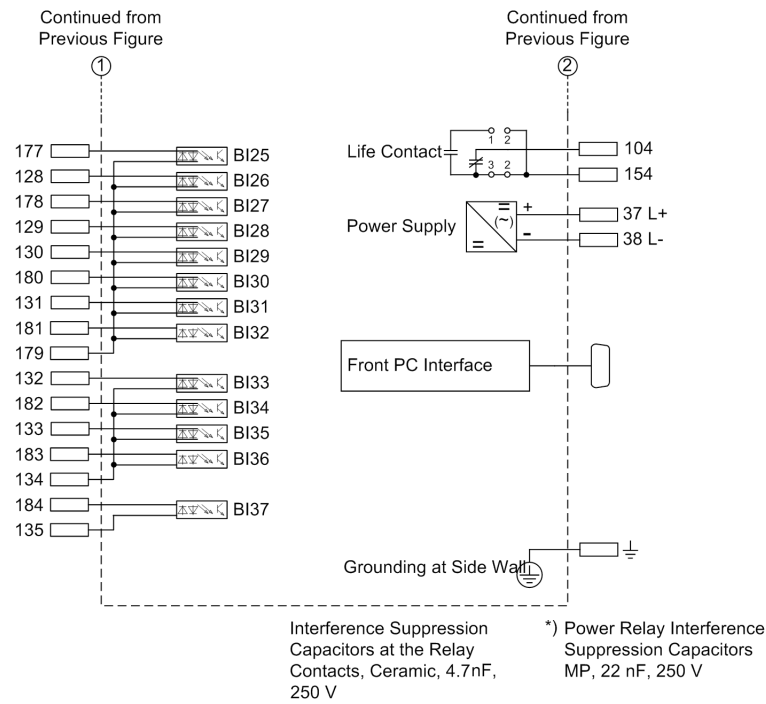 Continued from
Previous Figure
1
Continued from
Previous Figure
2
177
BI25
128
BI26
178
BI27
129
BI28
130
BI29
180
BI30
131
BI31
181
BI32
179
132
BI33
182
BI34
133
BI35
183
BI36
134
184
BI37
135
Life Contact
1 2
3 2
104
154
Power Supply
= + 
(~)
= -
37 L+
38 L-
Front PC Interface
Grounding at Side Wall
Interference Suppression
Capacitors at the Relay
Contacts, Ceramic, 4.7nF,
250 V
*) Power Relay Interference
Suppression Capacitors
MP, 22 nF, 250 V